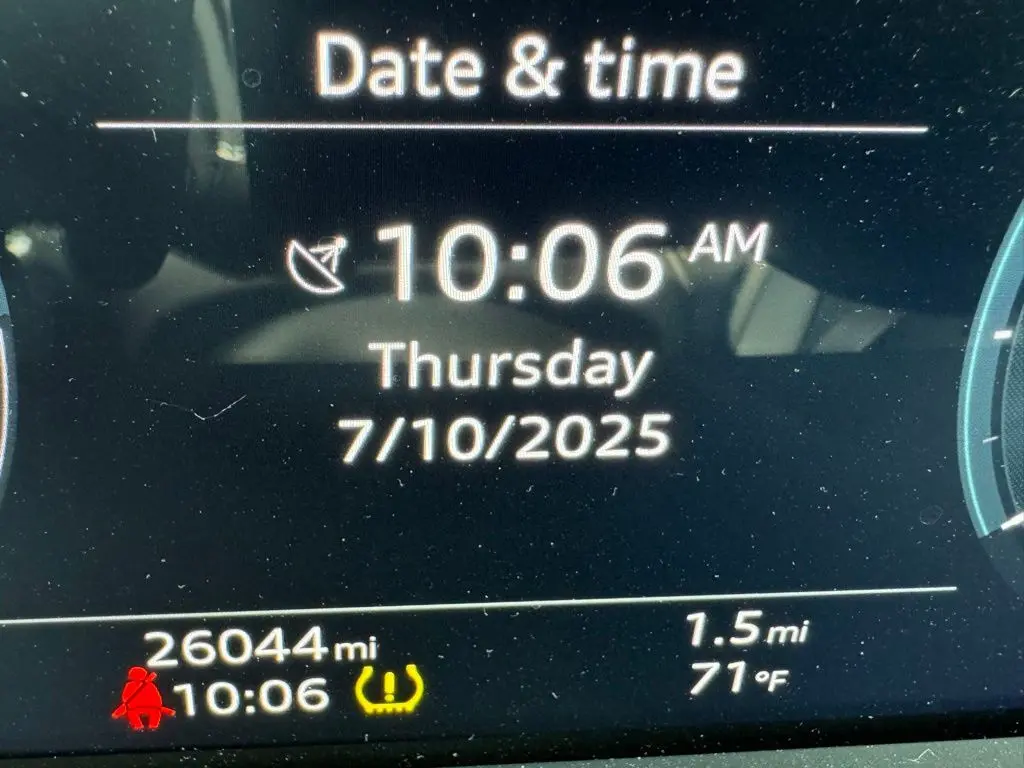 Date & time
10:06 AM
Thursday
7/10/2025
26044 mi
1.5 mi
10:06
71 °F